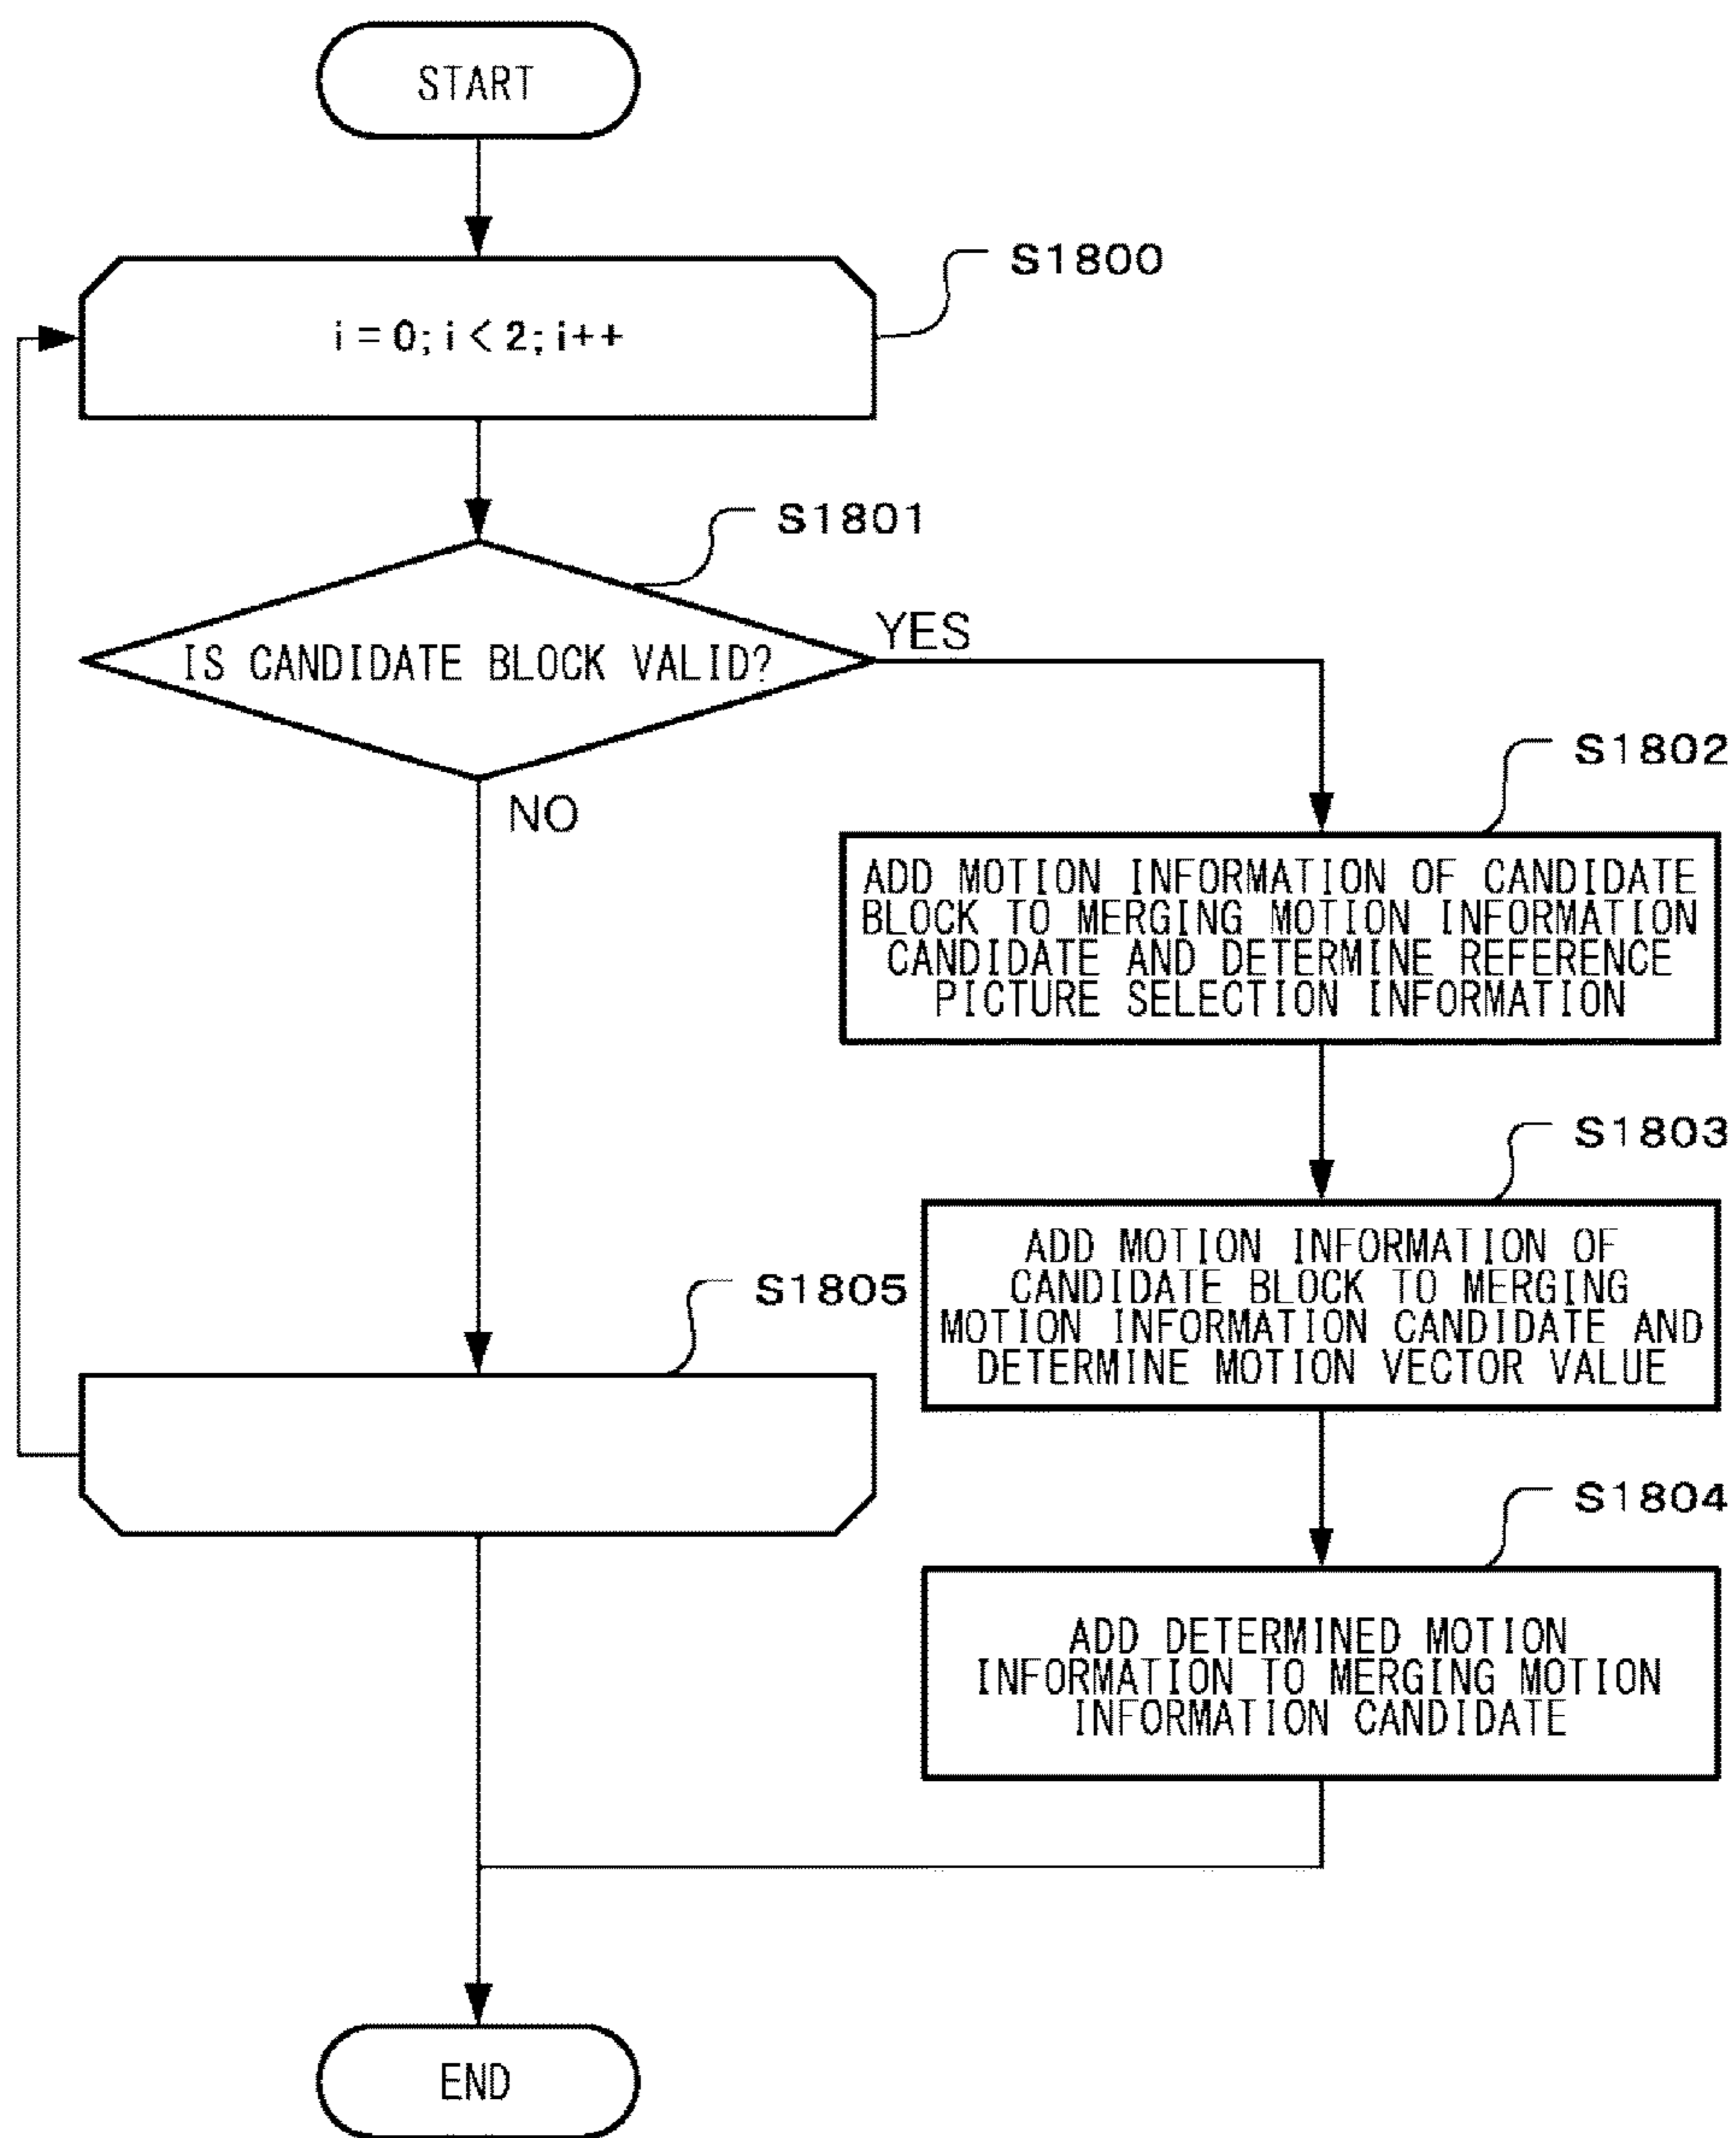 START
S1800
i=0;i<2;i++
S1801
IS CANDIDATE BLOCK VALID?
YES
NO
S1802
ADD MOTION INFORMATION OF CANDIDATE
BLOCK TO MERGING MOTION INFORMATION
CANDIDATE AND DETERMINE REFERENCE
PICTURE SELECTION INFORMATION
S1803
ADD MOTION INFORMATION OF
CANDIDATE BLOCK TO MERGING
MOTION INFORMATION CANDIDATE AND
DETERMINE MOTION VECTOR VALUE
S1805
S1804
ADD DETERMINED MOTION
INFORMATION TO MERGING MOTION
INFORMATION CANDIDATE
END